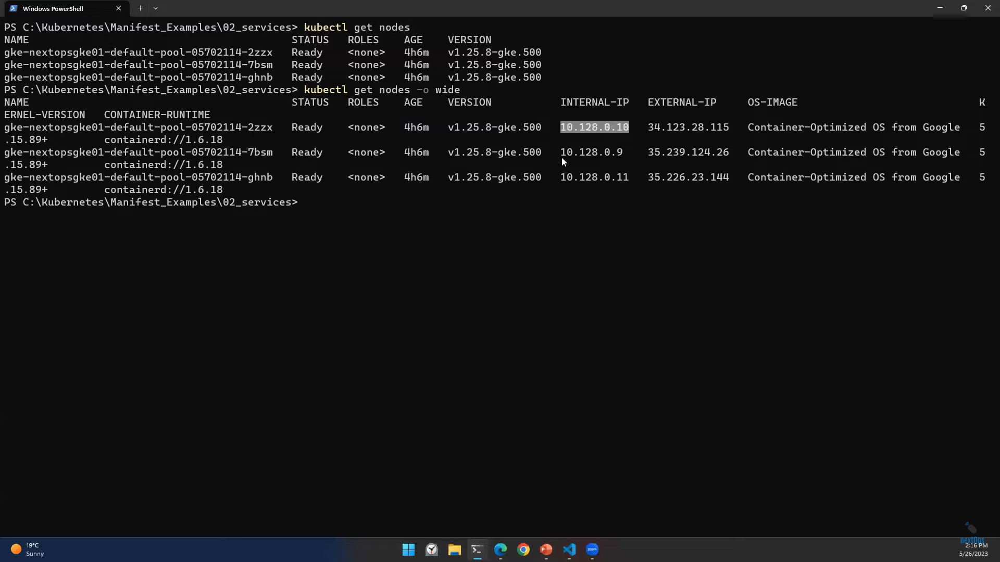 Windows PowerShell
PS C:\Kubernetes\Manifest_Examples\02_services> kubectl get nodes
NAME STATUS ROLES AGE VERSION
gke-nextopsgke01-default-pool-05702114-2zzx Ready <none> 4h6m v1.25.8-gke.500
gke-nextopsgke01-default-pool-05702114-7bsm Ready <none> 4h6m v1.25.8-gke.500
gke-nextopsgke01-default-pool-05702114-ghnb Ready <none> 4h6m v1.25.8-gke.500
PS C:\Kubernetes\Manifest_Examples\02_services> kubectl get nodes -o wide
NAME STATUS ROLES AGE VERSION INTERNAL-IP EXTERNAL-IP OS-IMAGE K
ERNEL-VERSION CONTAINER-RUNTIME
gke-nextopsgke01-default-pool-05702114-2zzx Ready <none> 4h6m v1.25.8-gke.500 10.128.0.10 34.123.28.115 Container-Optimized OS from Google 5
.15.89+ containerd://1.6.18
gke-nextopsgke01-default-pool-05702114-7bsm Ready <none> 4h6m v1.25.8-gke.500 10.128.0.9 35.239.124.26 Container-Optimized OS from Google 5
.15.89+ containerd://1.6.18
gke-nextopsgke01-default-pool-05702114-ghnb Ready <none> 4h6m v1.25.8-gke.500 10.128.0.11 35.226.23.144 Container-Optimized OS from Google 5
.15.89+ containerd://1.6.18
PS C:\Kubernetes\Manifest_Examples\02_services>
19°C
Sunny
zoom
nextOps
2:16 PM
5/26/2023